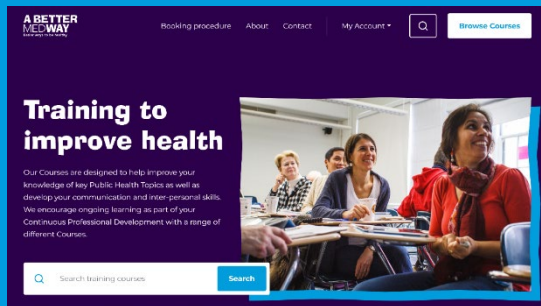 A BETTER
MEDWAY
Booking procedure About Contact My Account Browse Courses
Training to
improve health
Our Courses are designed to help improve your
knowledge of key Public Health Topics as well as
develop your communication and inter-personal skills.
We encourage ongoing learning as part of your
Continuous Professional Development with a range of
different Courses.
Search training courses Search